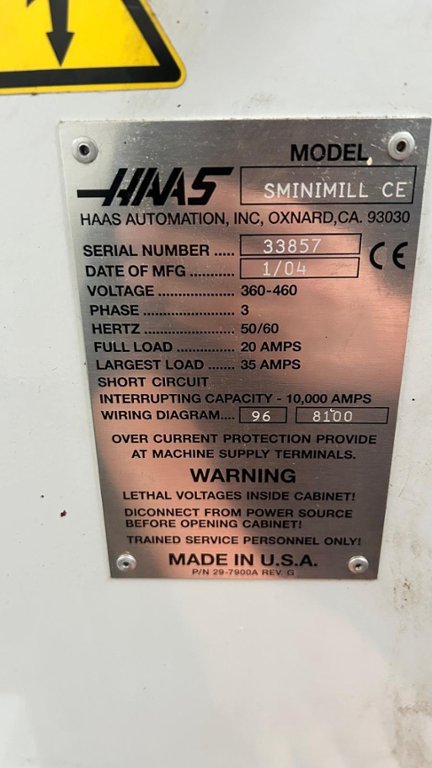 MODEL
HAAS SMINIMILL CE
HAAS AUTOMATION, INC, OXNARD,CA. 93030
SERIAL NUMBER ..... 33857 CE
DATE OF MFG ........... 1/04
VOLTAGE .................. 360-460
PHASE ...................... 3
HERTZ ...................... 50/60
FULL LOAD .............. 20 AMPS
LARGEST LOAD ....... 35 AMPS
SHORT CIRCUIT
INTERRUPTING CAPACITY - 10,000 AMPS
WIRING DIAGRAM.... 96 8100
OVER CURRENT PROTECTION PROVIDE
AT MACHINE SUPPLY TERMINALS.
WARNING
LETHAL VOLTAGES INSIDE CABINET!
DICONNECT FROM POWER SOURCE
BEFORE OPENING CABINET!
TRAINED SERVICE PERSONNEL ONLY!
MADE IN U.S.A.
P/N 29-7900A REV. G